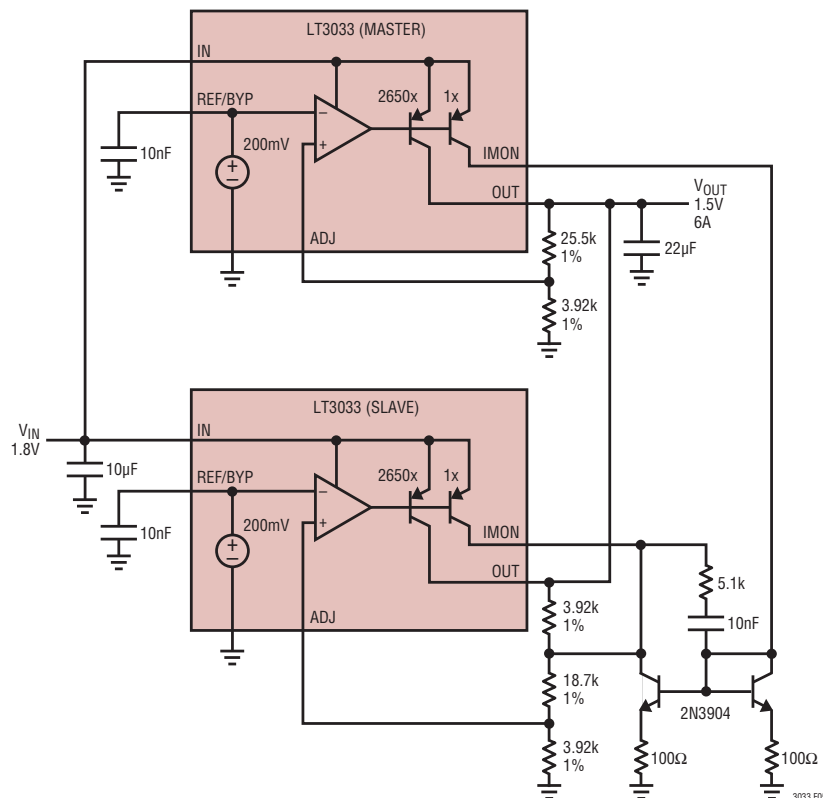 LT3033 (MASTER)
IN
REF/BYP
2650x
1x
–
+
200mV
+
–
10nF
IMON
OUT
VOUT
1.5V
6A
ADJ
25.5k
1%
22µF
3.92k
1%
LT3033 (SLAVE)
VIN
1.8V
IN
10µF
REF/BYP
2650x
1x
–
+
200mV
+
–
10nF
IMON
OUT
5.1k
ADJ
3.92k
1%
10nF
18.7k
1%
2N3904
3.92k
1%
100Ω
100Ω